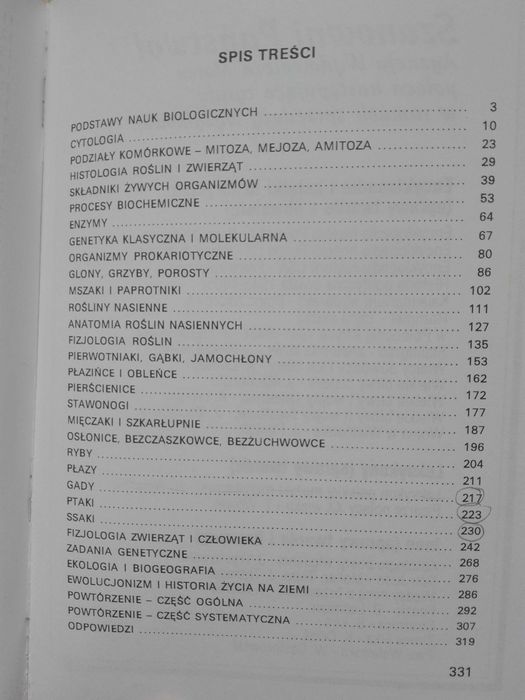 SPIS TREŚCI
PODSTAWY NAUK BIOLOGICZNYCH ........ 3
CYTOLOGIA ........ 10
PODZIAŁY KOMÓRKOWE – MITOZA, MEJOZA, AMITOZA ........ 23
HISTOLOGIA ROŚLIN I ZWIERZĄT ........ 29
SKŁADNIKI ŻYWYCH ORGANIZMÓW ........ 39
PROCESY BIOCHEMICZNE ........ 53
ENZYMY ........ 64
GENETYKA KLASYCZNA I MOLEKULARNA ........ 67
ORGANIZMY PROKARIOTYCZNE ........ 80
GLONY, GRZYBY, POROSTY ........ 86
MSZAKI I PAPROTNIKI ........ 102
ROŚLINY NASIENNE ........ 111
ANATOMIA ROŚLIN NASIENNYCH ........ 127
FIZJOLOGIA ROŚLIN ........ 135
PIERWOTNIAKI, GĄBKI, JAMOCHŁONY ........ 153
PŁAZIŃCE I OBLEŃCE ........ 162
PIERŚCIENICE ........ 172
STAWONOGI ........ 177
MIĘCZAKI I SZKARŁUPNIE ........ 187
OSŁONICE, BEZCZASZKOWCE, BEZŻUCHWOWCE ........ 196
RYBY ........ 204
PŁAZY ........ 211
GADY ........ 217
PTAKI ........ 223
SSAKI ........ 230
FIZJOLOGIA ZWIERZĄT I CZŁOWIEKA ........ 242
ZADANIA GENETYCZNE ........ 268
EKOLOGIA I BIOGEOGRAFIA ........ 276
EWOLUCJONIZM I HISTORIA ŻYCIA NA ZIEMI ........ 286
POWTÓRZENIE – CZĘŚĆ OGÓLNA ........ 292
POWTÓRZENIE – CZĘŚĆ SYSTEMATYCZNA ........ 307
ODPOWIEDZI ........ 319
331